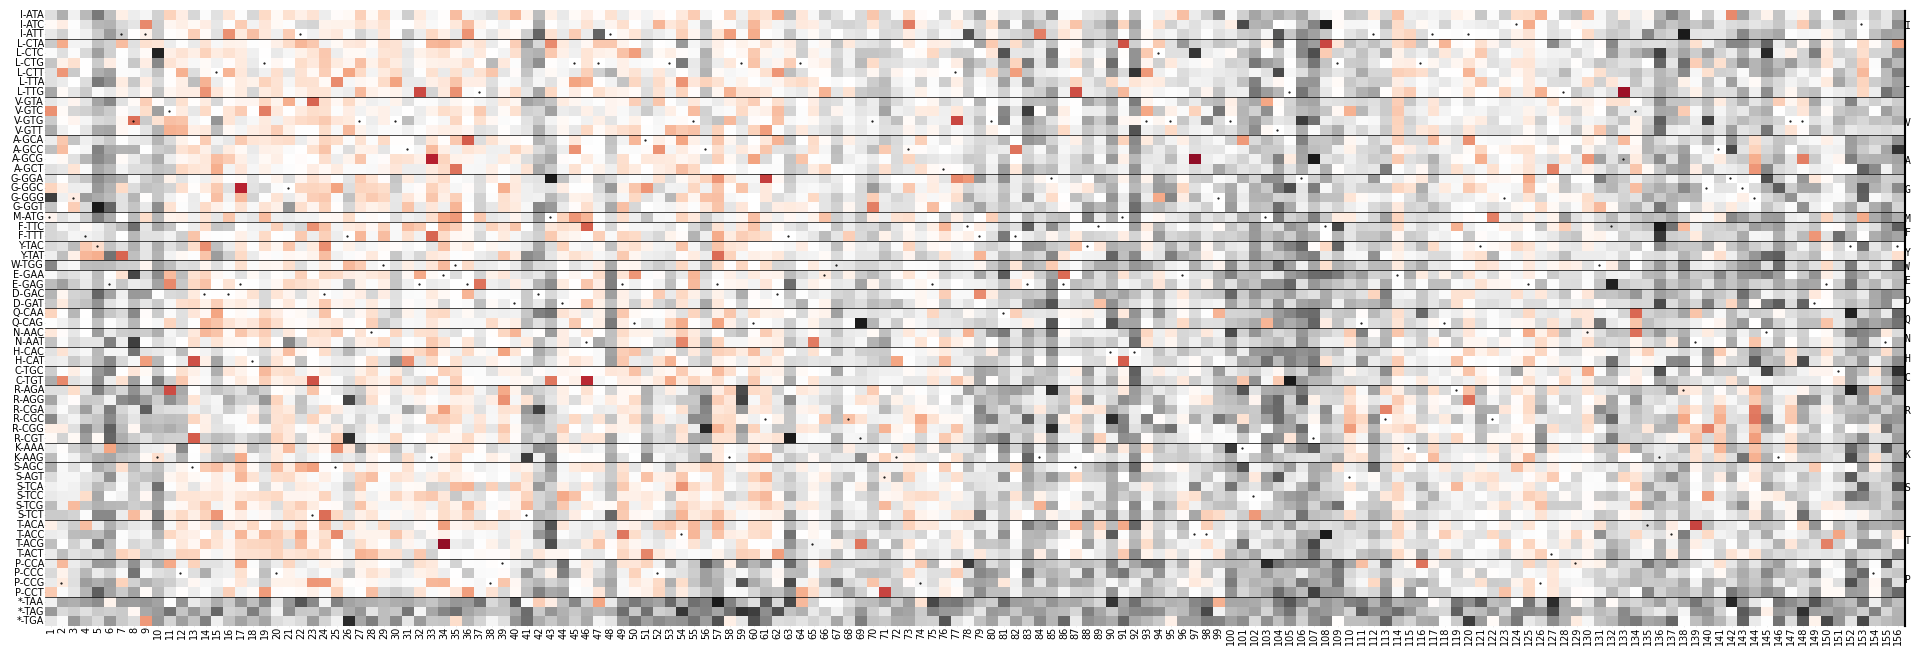 I-ATA
I-ATC
I-ATT
L-CTA
L-CTC
L-CTG
L-CTT
L-TTA
L-TTG
V-GTA
V-GTC
V-GTG
V-GTT
A-GCA
A-GCC
A-GCG
A-GCT
G-GGA
G-GGC
G-GGG
G-GGT
M-ATG
F-TTC
F-TTT
Y-TAC
Y-TAT
W-TGG
E-GAA
E-GAG
D-GAC
D-GAT
Q-CAA
Q-CAG
N-AAC
N-AAT
H-CAC
H-CAT
C-TGC
C-TGT
R-AGA
R-AGG
R-CGA
R-CGC
R-CGG
R-CGT
K-AAA
K-AAG
S-AGC
S-AGT
S-TCA
S-TCC
S-TCG
S-TCT
T-ACA
T-ACC
T-ACG
T-ACT
P-CCA
P-CCC
P-CCG
P-CCT
*-TAA
*-TAG
*-TGA
I
L
V
A
G
M
F
Y
W
E
D
Q
N
H
C
R
K
S
T
P
1 2 3 4 5 6 7 8 9 10 11 12 13 14 15 16 17 18 19 20 21 22 23 24 25 26 27 28 29 30 31 32 33 34 35 36 37 38 39 40 41 42 43 44 45 46 47 48 49 50 51 52 53 54 55 56 57 58 59 60 61 62 63 64 65 66 67 68 69 70 71 72 73 74 75 76 77 78 79 80 81 82 83 84 85 86 87 88 89 90 91 92 93 94 95 96 97 98 99 100 101 102 103 104 105 106 107 108 109 110 111 112 113 114 115 116 117 118 119 120 121 122 123 124 125 126 127 128 129 130 131 132 133 134 135 136 137 138 139 140 141 142 143 144 145 146 147 148 149 150 151 152 153 154 155 156